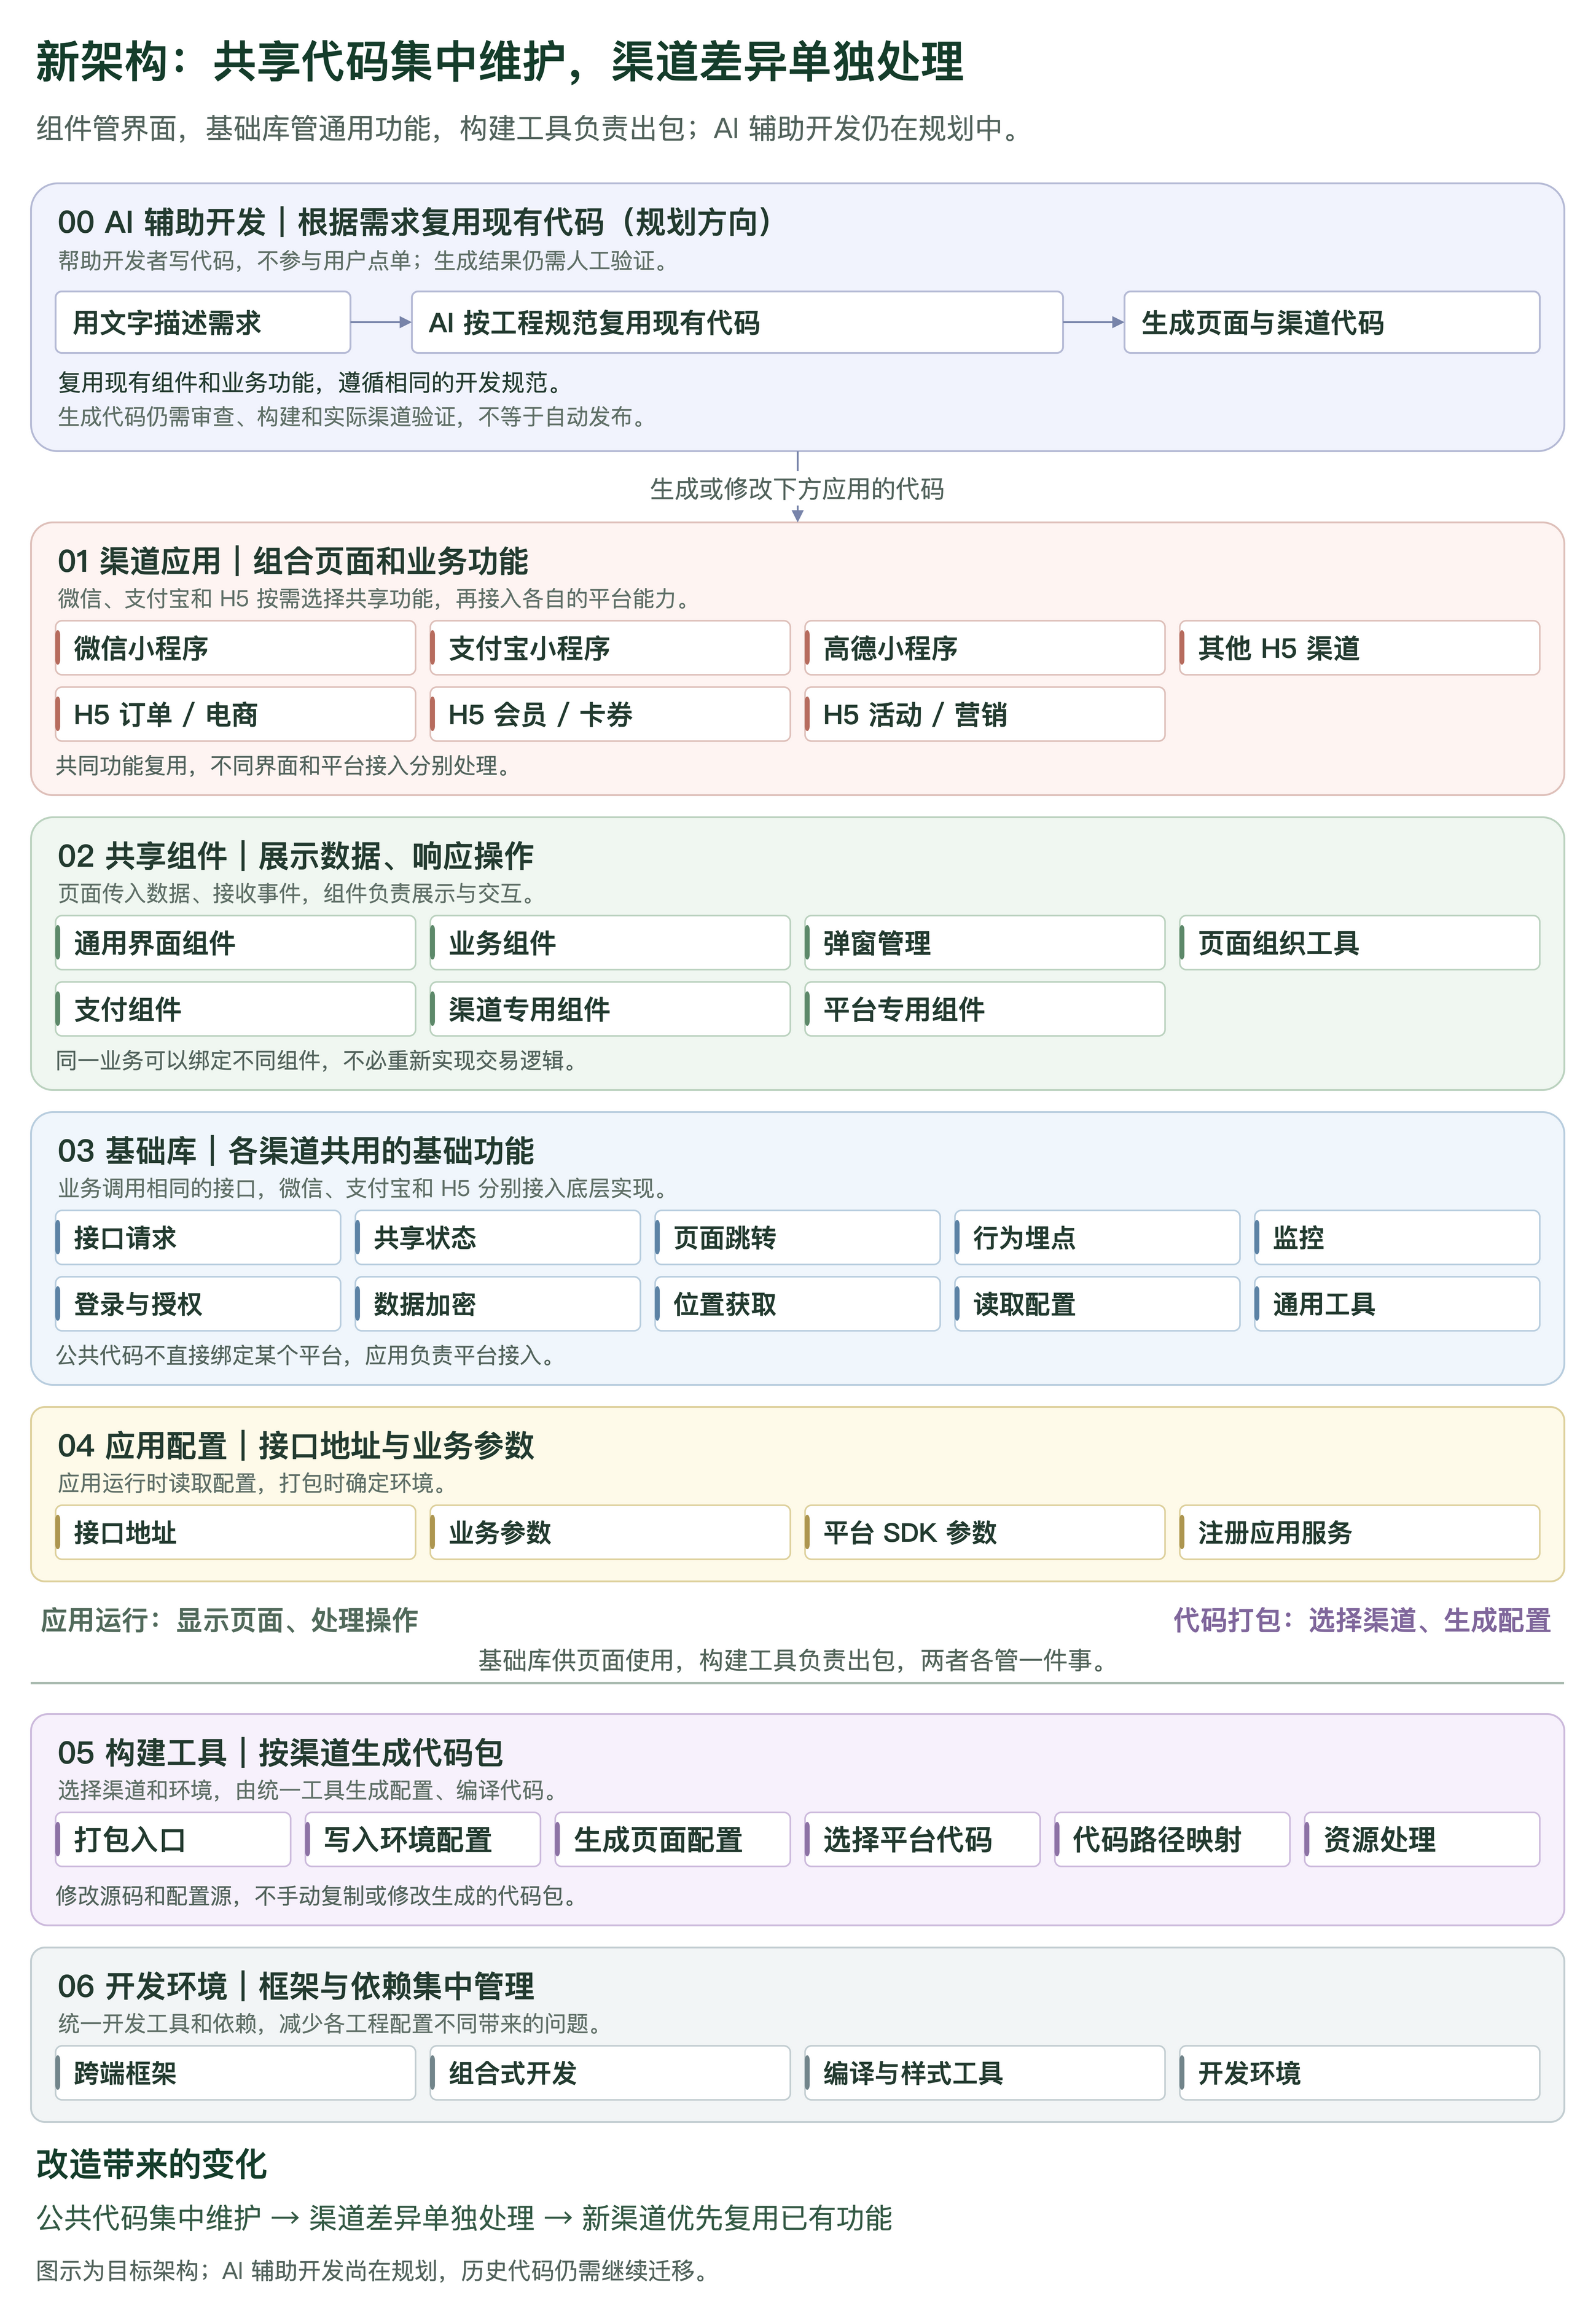 新架构：共享代码集中维护，渠道差异单独处理
组件管界面，基础库管通用功能，构建工具负责出包；AI 辅助开发仍在规划中。
00 AI 辅助开发｜根据需求复用现有代码（规划方向）
帮助开发者写代码，不参与用户点单；生成结果仍需人工验证。
用文字描述需求
AI 按工程规范复用现有代码
生成页面与渠道代码
复用现有组件和业务功能，遵循相同的开发规范。
生成代码仍需审查、构建和实际渠道验证，不等于自动发布。
生成或修改下方应用的代码
01 渠道应用｜组合页面和业务功能
微信、支付宝和 H5 按需选择共享功能，再接入各自的平台能力。
微信小程序
支付宝小程序
高德小程序
其他 H5 渠道
H5 订单 / 电商
H5 会员 / 卡券
H5 活动 / 营销
共同功能复用，不同界面和平台接入分别处理。
02 共享组件｜展示数据、响应操作
页面传入数据、接收事件，组件负责展示与交互。
通用界面组件
业务组件
弹窗管理
页面组织工具
支付组件
渠道专用组件
平台专用组件
同一业务可以绑定不同组件，不必重新实现交易逻辑。
03 基础库｜各渠道共用的基础功能
业务调用相同的接口，微信、支付宝和 H5 分别接入底层实现。
接口请求
共享状态
页面跳转
行为埋点
监控
登录与授权
数据加密
位置获取
读取配置
通用工具
公共代码不直接绑定某个平台，应用负责平台接入。
04 应用配置｜接口地址与业务参数
应用运行时读取配置，打包时确定环境。
接口地址
业务参数
平台 SDK 参数
注册应用服务
应用运行：显示页面、处理操作
代码打包：选择渠道、生成配置
基础库供页面使用，构建工具负责出包，两者各管一件事。
05 构建工具｜按渠道生成代码包
选择渠道和环境，由统一工具生成配置、编译代码。
打包入口
写入环境配置
生成页面配置
选择平台代码
代码路径映射
资源处理
修改源码和配置源，不手动复制或修改生成的代码包。
06 开发环境｜框架与依赖集中管理
统一开发工具和依赖，减少各工程配置不同带来的问题。
跨端框架
组合式开发
编译与样式工具
开发环境
改造带来的变化
公共代码集中维护 → 渠道差异单独处理 → 新渠道优先复用已有功能
图示为目标架构；AI 辅助开发尚在规划，历史代码仍需继续迁移。